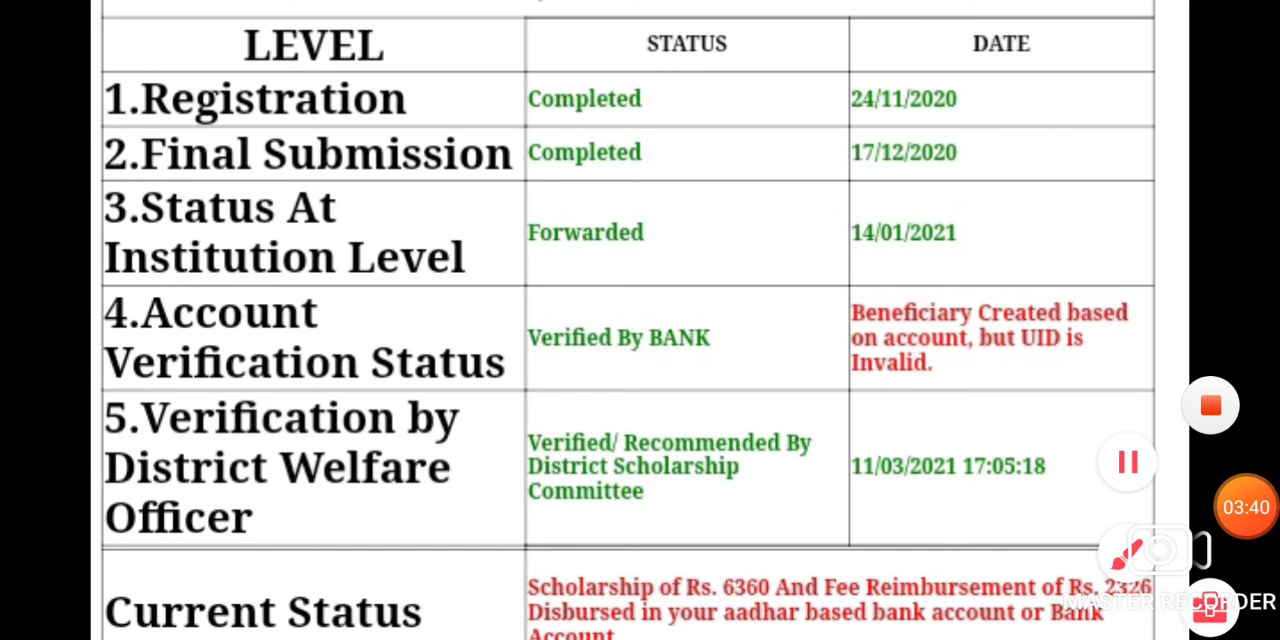 LEVEL STATUS DATE
1.Registration Completed 24/11/2020
2.Final Submission Completed 17/12/2020
3.Status At
Institution Level
Forwarded 14/01/2021
4.Account
Verification Status
Verified By BANK
Beneficiary Created based
on account, but UID is
Invalid.
5.Verification by
District Welfare
Officer
Verified/ Recommended By
District Scholarship
Committee
11/03/2021 17:05:18
03:40
Current Status
Scholarship of Rs. 6360 And Fee Reimbursement of Rs. 2326
Disbursed in your aadhar based bank account or Bank
Account
MASTER RECORDER